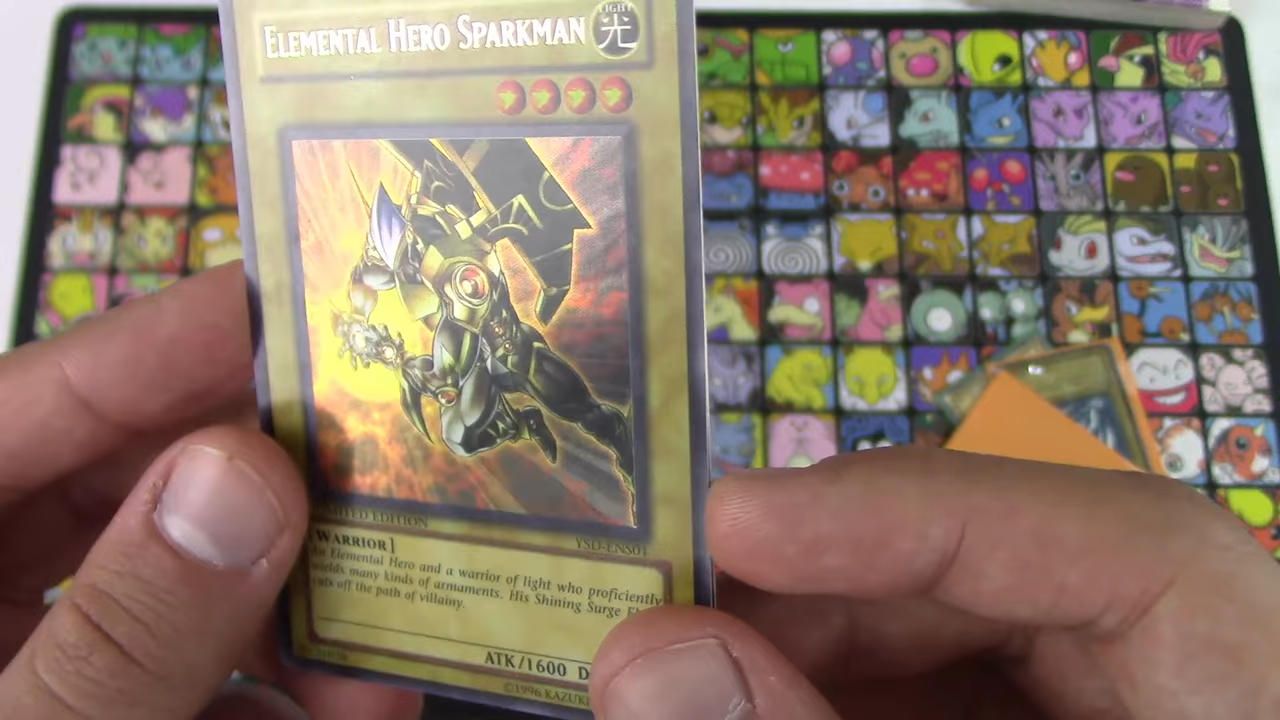 ELEMENTAL HERO SPARKMAN
LIGHT
光
LIMITED EDITION
YSD-ENS01
[WARRIOR]
An Elemental Hero and a warrior of light who proficiently
wields many kinds of armaments. His Shining Surge
cuts off the path of villainy.
ATK/1600 D
©1996 KAZUKI